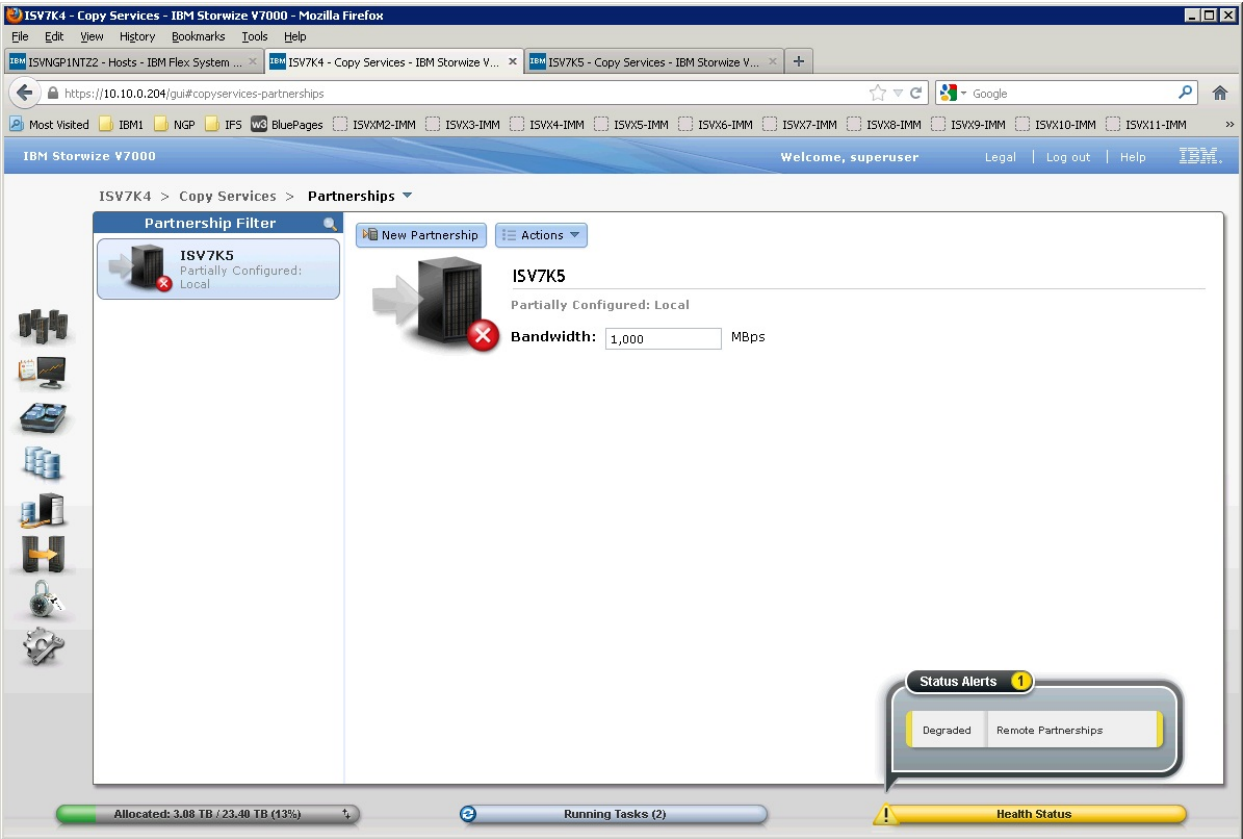 ISV7K4 - Copy Services - IBM Storwize V7000 - Mozilla Firefox
File Edit View History Bookmarks Tools Help
IBM ISVNGP1NTZ2 - Hosts - IBM Flex System ... × IBM ISV7K4 - Copy Services - IBM Storwize V... × IBM ISV7K5 - Copy Services - IBM Storwize V... × +
https://10.10.0.204/gui#copyservices-partnerships Google
Most Visited IBM1 NGP IFS w3 BluePages ISVXM2-IMM ISVX3-IMM ISVX4-IMM ISVX5-IMM ISVX6-IMM ISVX7-IMM ISVX8-IMM ISVX9-IMM ISVX10-IMM ISVX11-IMM »
IBM Storwize V7000 Welcome, superuser Legal | Log out | Help IBM.
ISV7K4 > Copy Services > Partnerships
Partnership Filter
ISV7K5
Partially Configured:
Local
New Partnership Actions
ISV7K5
Partially Configured: Local
Bandwidth: 1,000 MBps
Status Alerts 1
Degraded Remote Partnerships
Allocated: 3.08 TB / 23.40 TB (13%) Running Tasks (2) ! Health Status